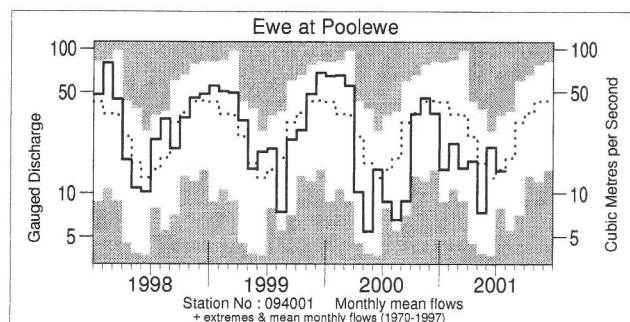 Ewe at Poolewe
100
50
10
5
Gauged Discharge
100
50
10
5
Cubic Metres per Second
1998 1999 2000 2001
Station No : 094001 Monthly mean flows
+ extremes & mean monthly flows (1970-1997)